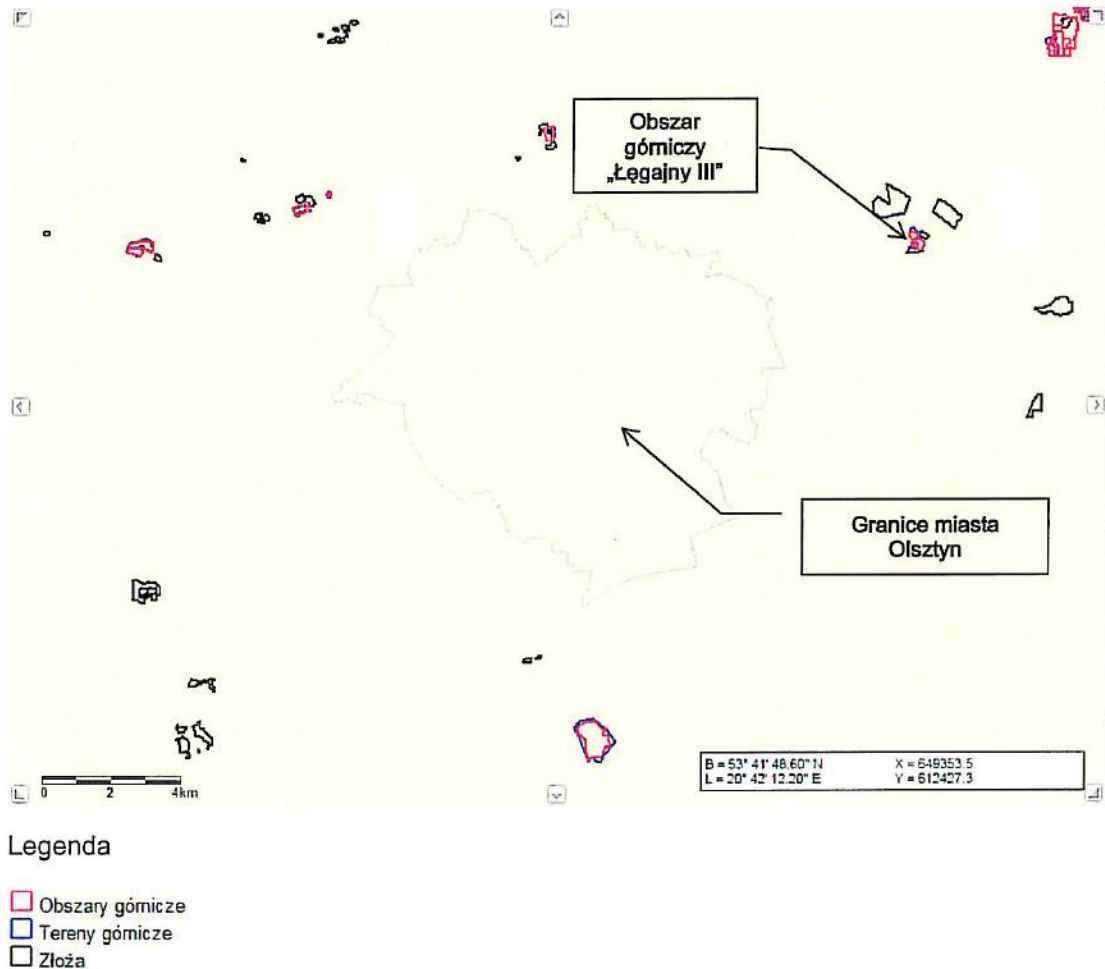 Obszar
górniczy
„Łęgajny III”
Granice miasta
Olsztyn
0 2 4km
B = 53° 41' 48.60" N X = 649353.5
L = 20° 42' 12.20" E Y = 612427.3
Legenda
Obszary górnicze
Tereny górnicze
Złoża